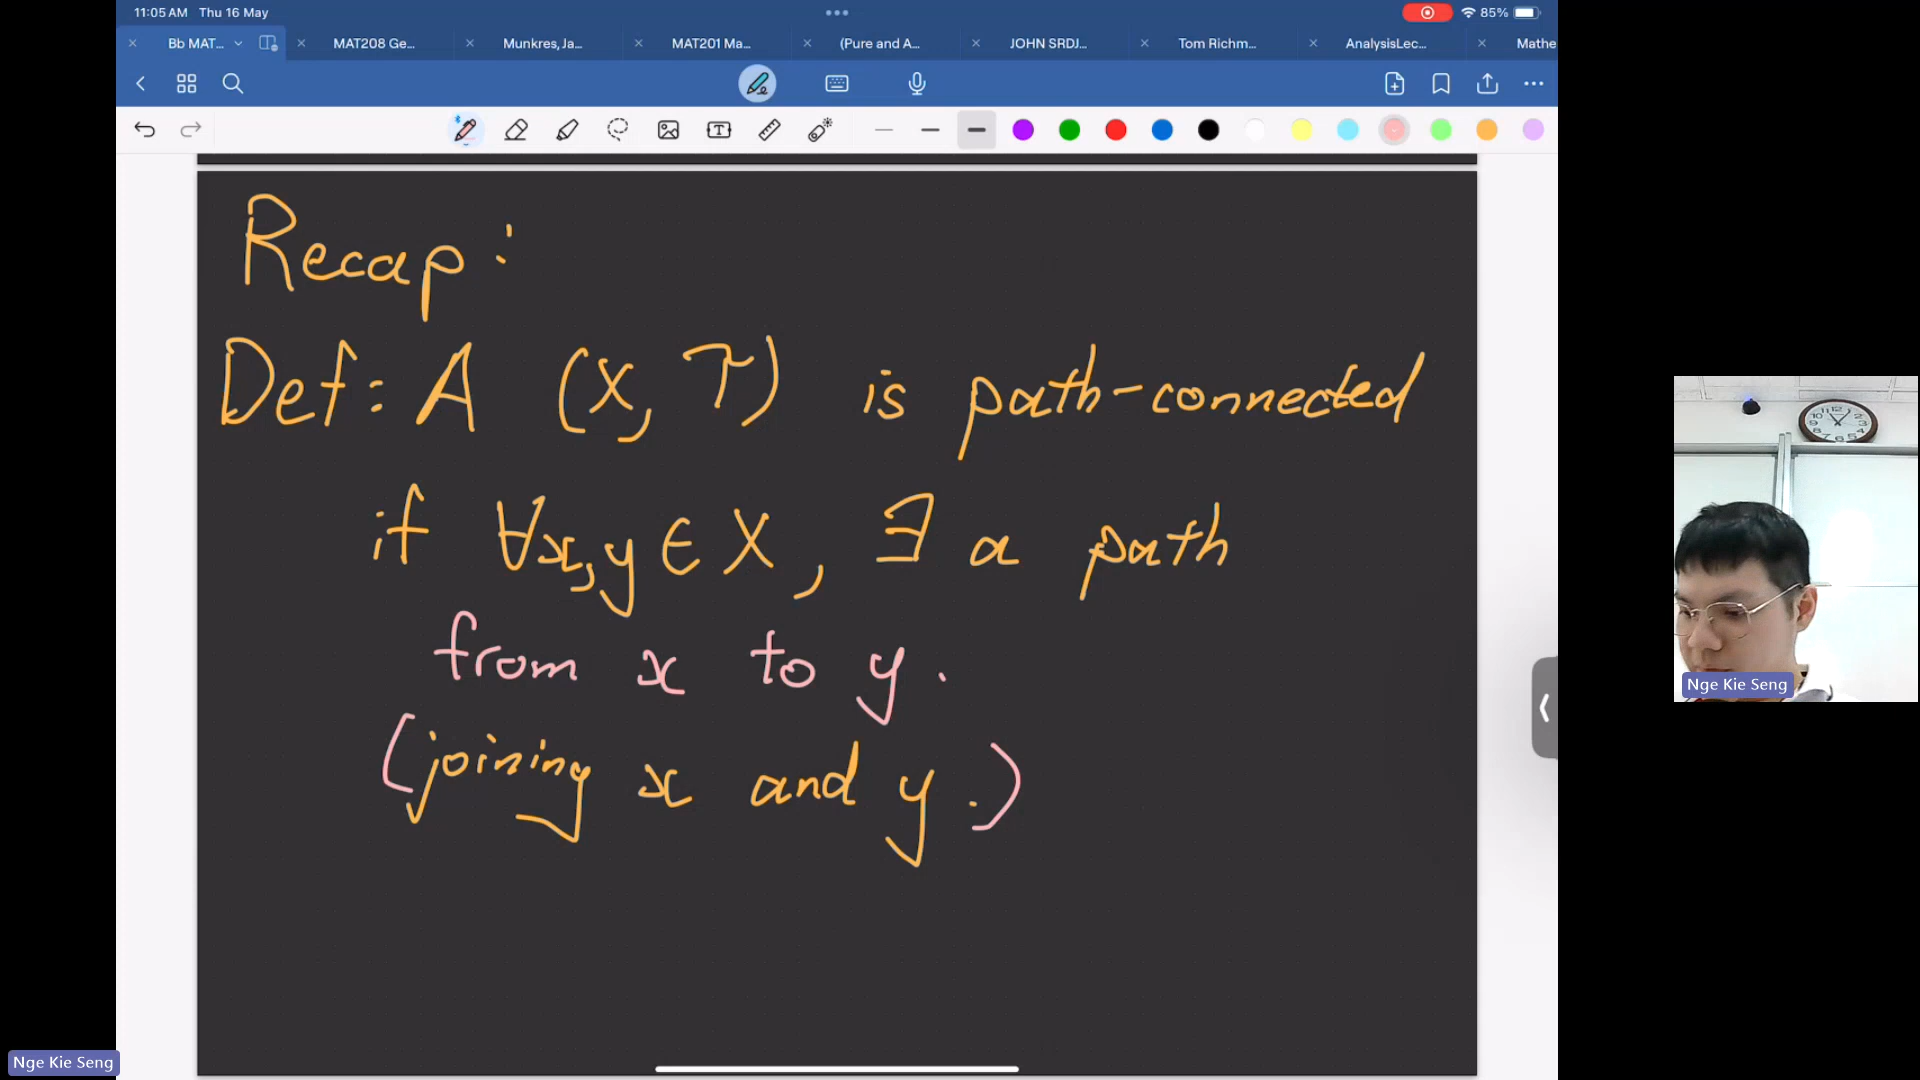 11:05 AM Thu 16 May
85%
Bb MAT...
MAT208 Ge...
Munkres, Ja...
MAT201 Ma...
(Pure and A...
JOHN SRDJ...
Tom Richm...
AnalysisLec...
Mathe
Recap:
Def: A (X, T) is path-connected
if ∀x,y ∈ X, ∃ a path
from x to y.
(joining x and y.)
Nge Kie Seng
Nge Kie Seng